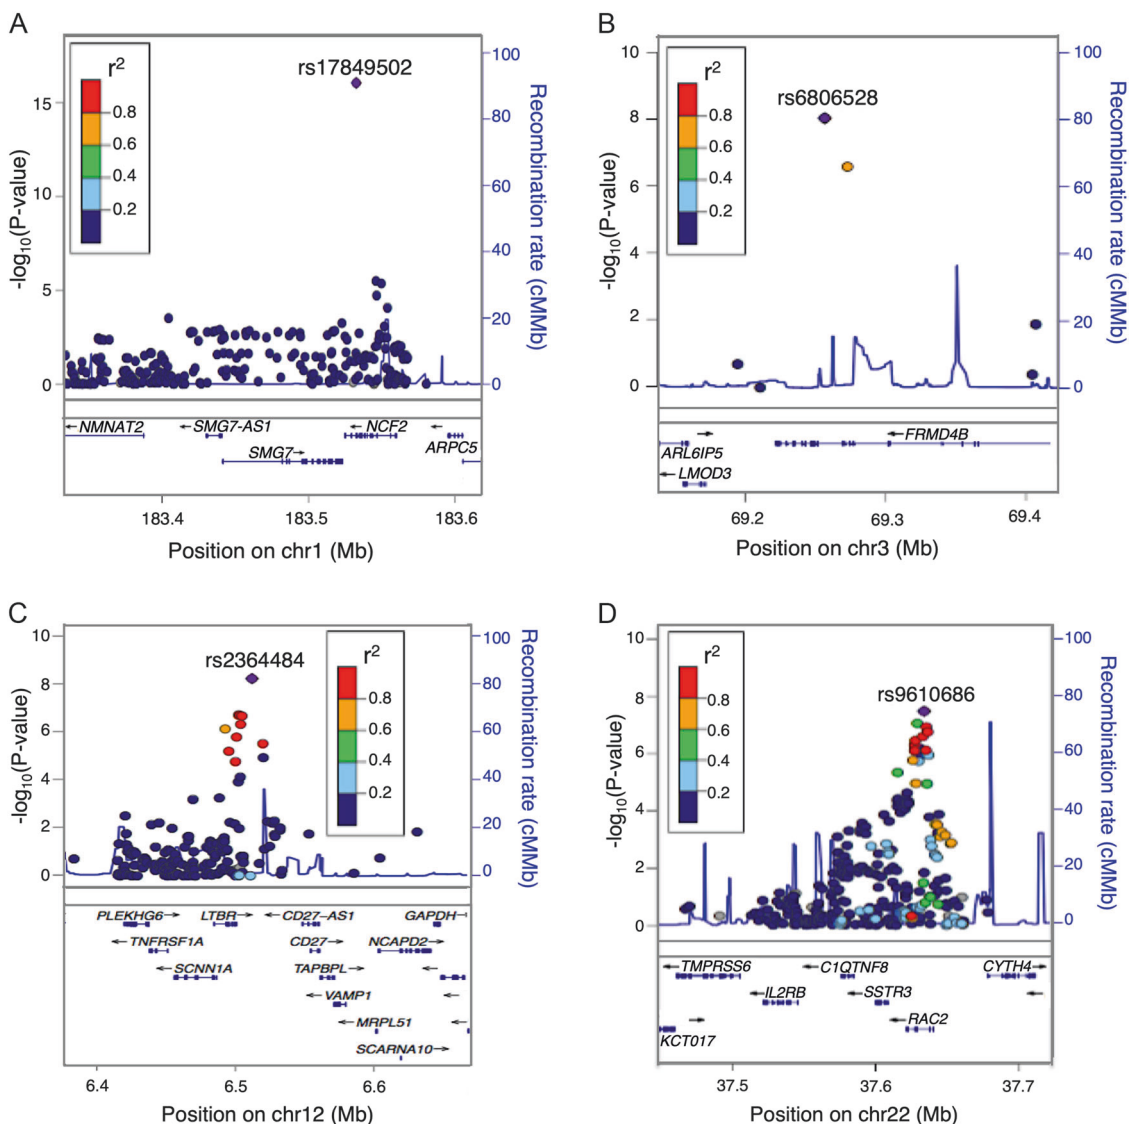 A
r2
0.8
0.6
0.4
0.2
rs17849502
-log10(P-value)
15
10
5
0
Recombination rate (cMMb)
100
80
60
40
20
0
NMNAT2
SMG7-AS1
NCF2
SMG7
ARPC5
183.4
183.5
183.6
Position on chr1 (Mb)
B
r2
0.8
0.6
0.4
0.2
rs6806528
-log10(P-value)
10
8
6
4
2
0
Recombination rate (cMMb)
100
80
60
40
20
0
ARL6IP5
FRMD4B
LMOD3
69.2
69.3
69.4
Position on chr3 (Mb)
C
r2
0.8
0.6
0.4
0.2
rs2364484
-log10(P-value)
10
8
6
4
2
0
Recombination rate (cMMb)
100
80
60
40
20
0
PLEKHG6
LTBR
CD27-AS1
GAPDH
TNFRSF1A
CD27
NCAPD2
SCNN1A
TAPBPL
VAMP1
MRPL51
SCARNA10
6.4
6.5
6.6
Position on chr12 (Mb)
D
r2
0.8
0.6
0.4
0.2
rs9610686
-log10(P-value)
10
8
6
4
2
0
Recombination rate (cMMb)
100
80
60
40
20
0
TMPRSS6
C1QTNF8
CYTH4
IL2RB
SSTR3
KCT017
RAC2
37.5
37.6
37.7
Position on chr22 (Mb)